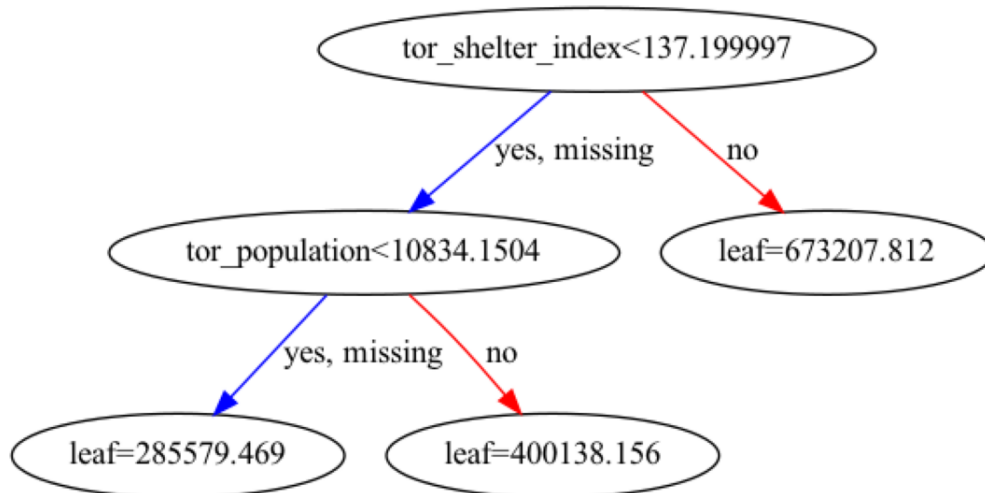 tor_shelter_index<137.199997
yes, missing
no
tor_population<10834.1504
leaf=673207.812
yes, missing
no
leaf=285579.469
leaf=400138.156